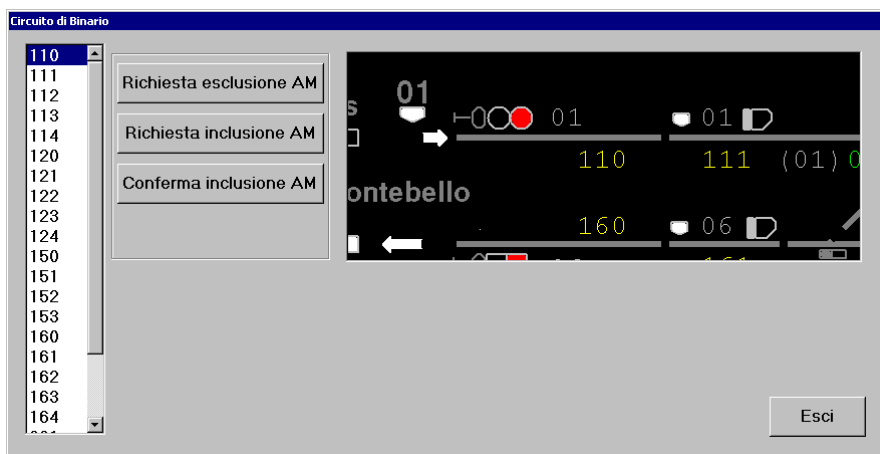 Circuito di Binario
110
111
112
113
114
120
121
122
123
124
150
151
152
153
160
161
162
163
164
Richiesta esclusione AM
Richiesta inclusione AM
Conferma inclusione AM
s 01
01 01
110 111 (01) 0
ontebello
160 06
Esci